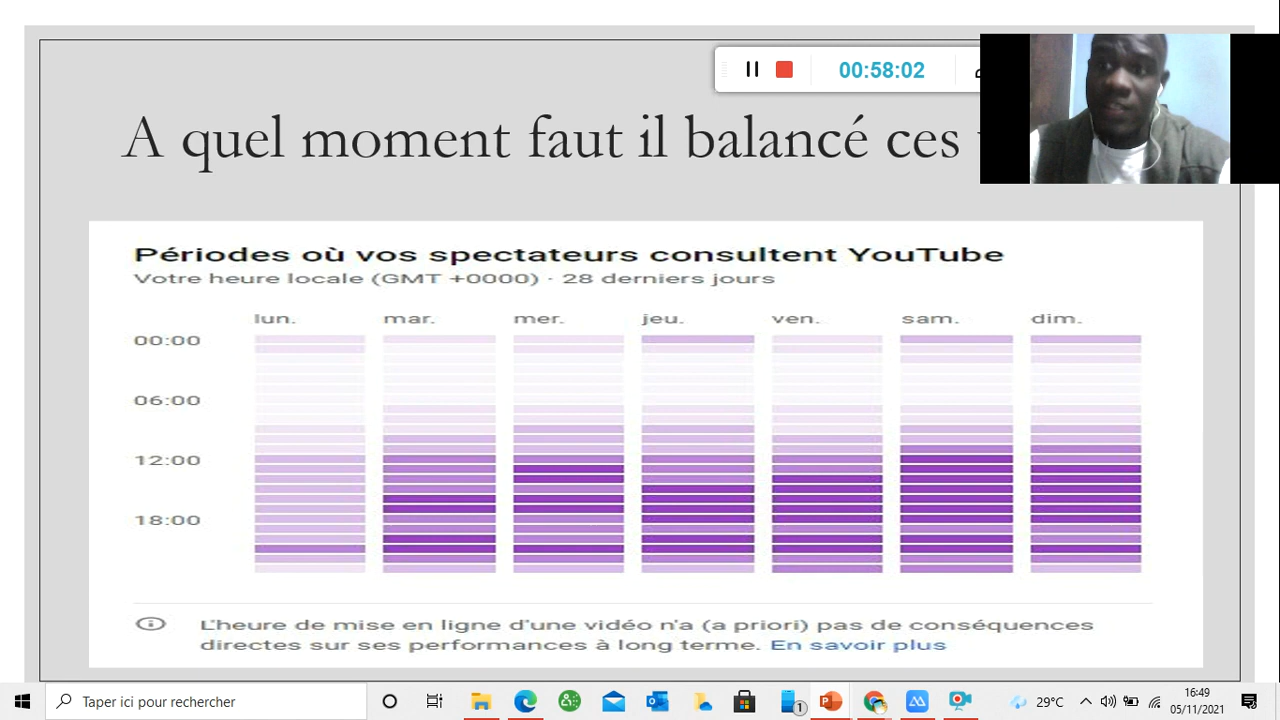 00:58:02
A quel moment faut il balancé ces
Périodes où vos spectateurs consultent YouTube
Votre heure locale (GMT +0000) · 28 derniers jours
lun. mar. mer. jeu. ven. sam. dim.
00:00
06:00
12:00
18:00
L'heure de mise en ligne d'une vidéo n'a (a priori) pas de conséquences
directes sur ses performances à long terme. En savoir plus
Taper ici pour rechercher
1
29°C
16:49
05/11/2021